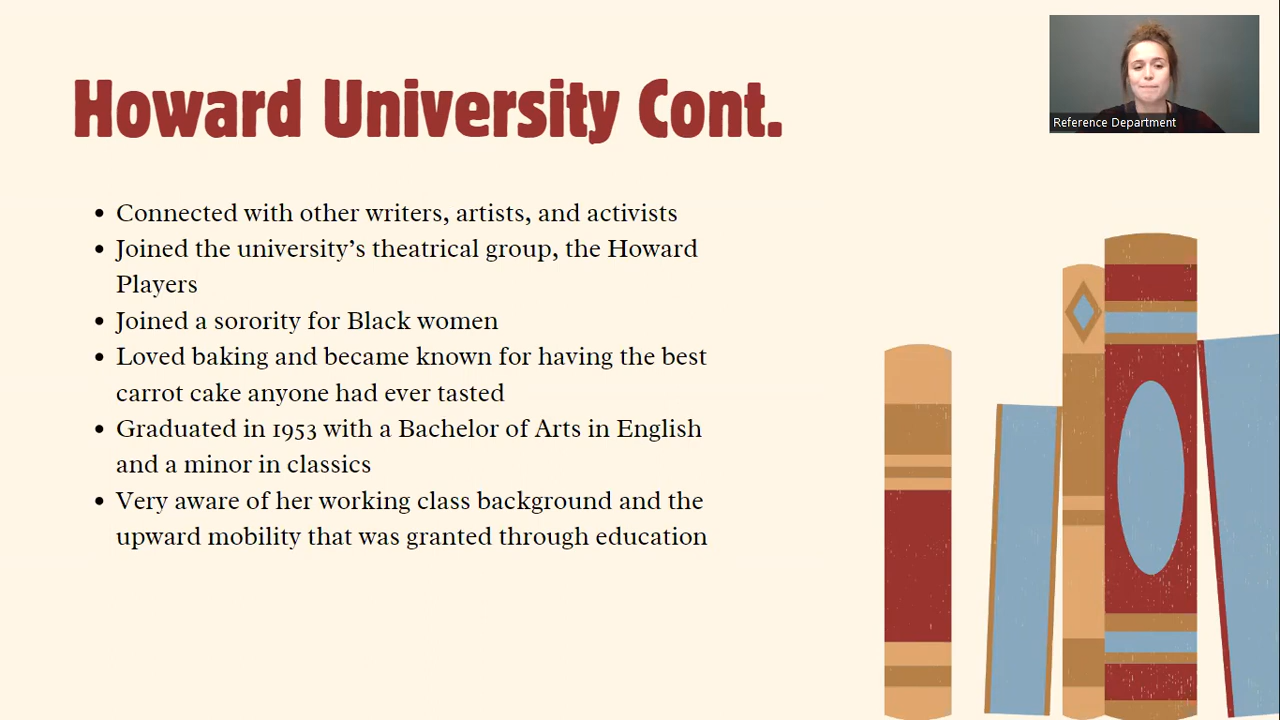 Howard University Cont.
Reference Department
• Connected with other writers, artists, and activists
• Joined the university’s theatrical group, the Howard
Players
• Joined a sorority for Black women
• Loved baking and became known for having the best
carrot cake anyone had ever tasted
• Graduated in 1953 with a Bachelor of Arts in English
and a minor in classics
• Very aware of her working class background and the
upward mobility that was granted through education